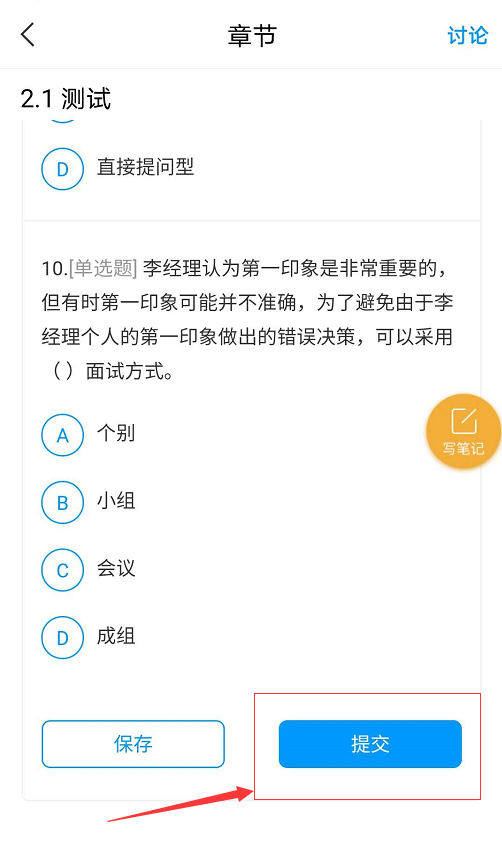 章节
讨论
2.1 测试
D 直接提问型
10.[单选题] 李经理认为第一印象是非常重要的，
但有时第一印象可能并不准确，为了避免由于李
经理个人的第一印象做出的错误决策，可以采用
（ ）面试方式。
写笔记
A 个别
B 小组
C 会议
D 成组
保存
提交